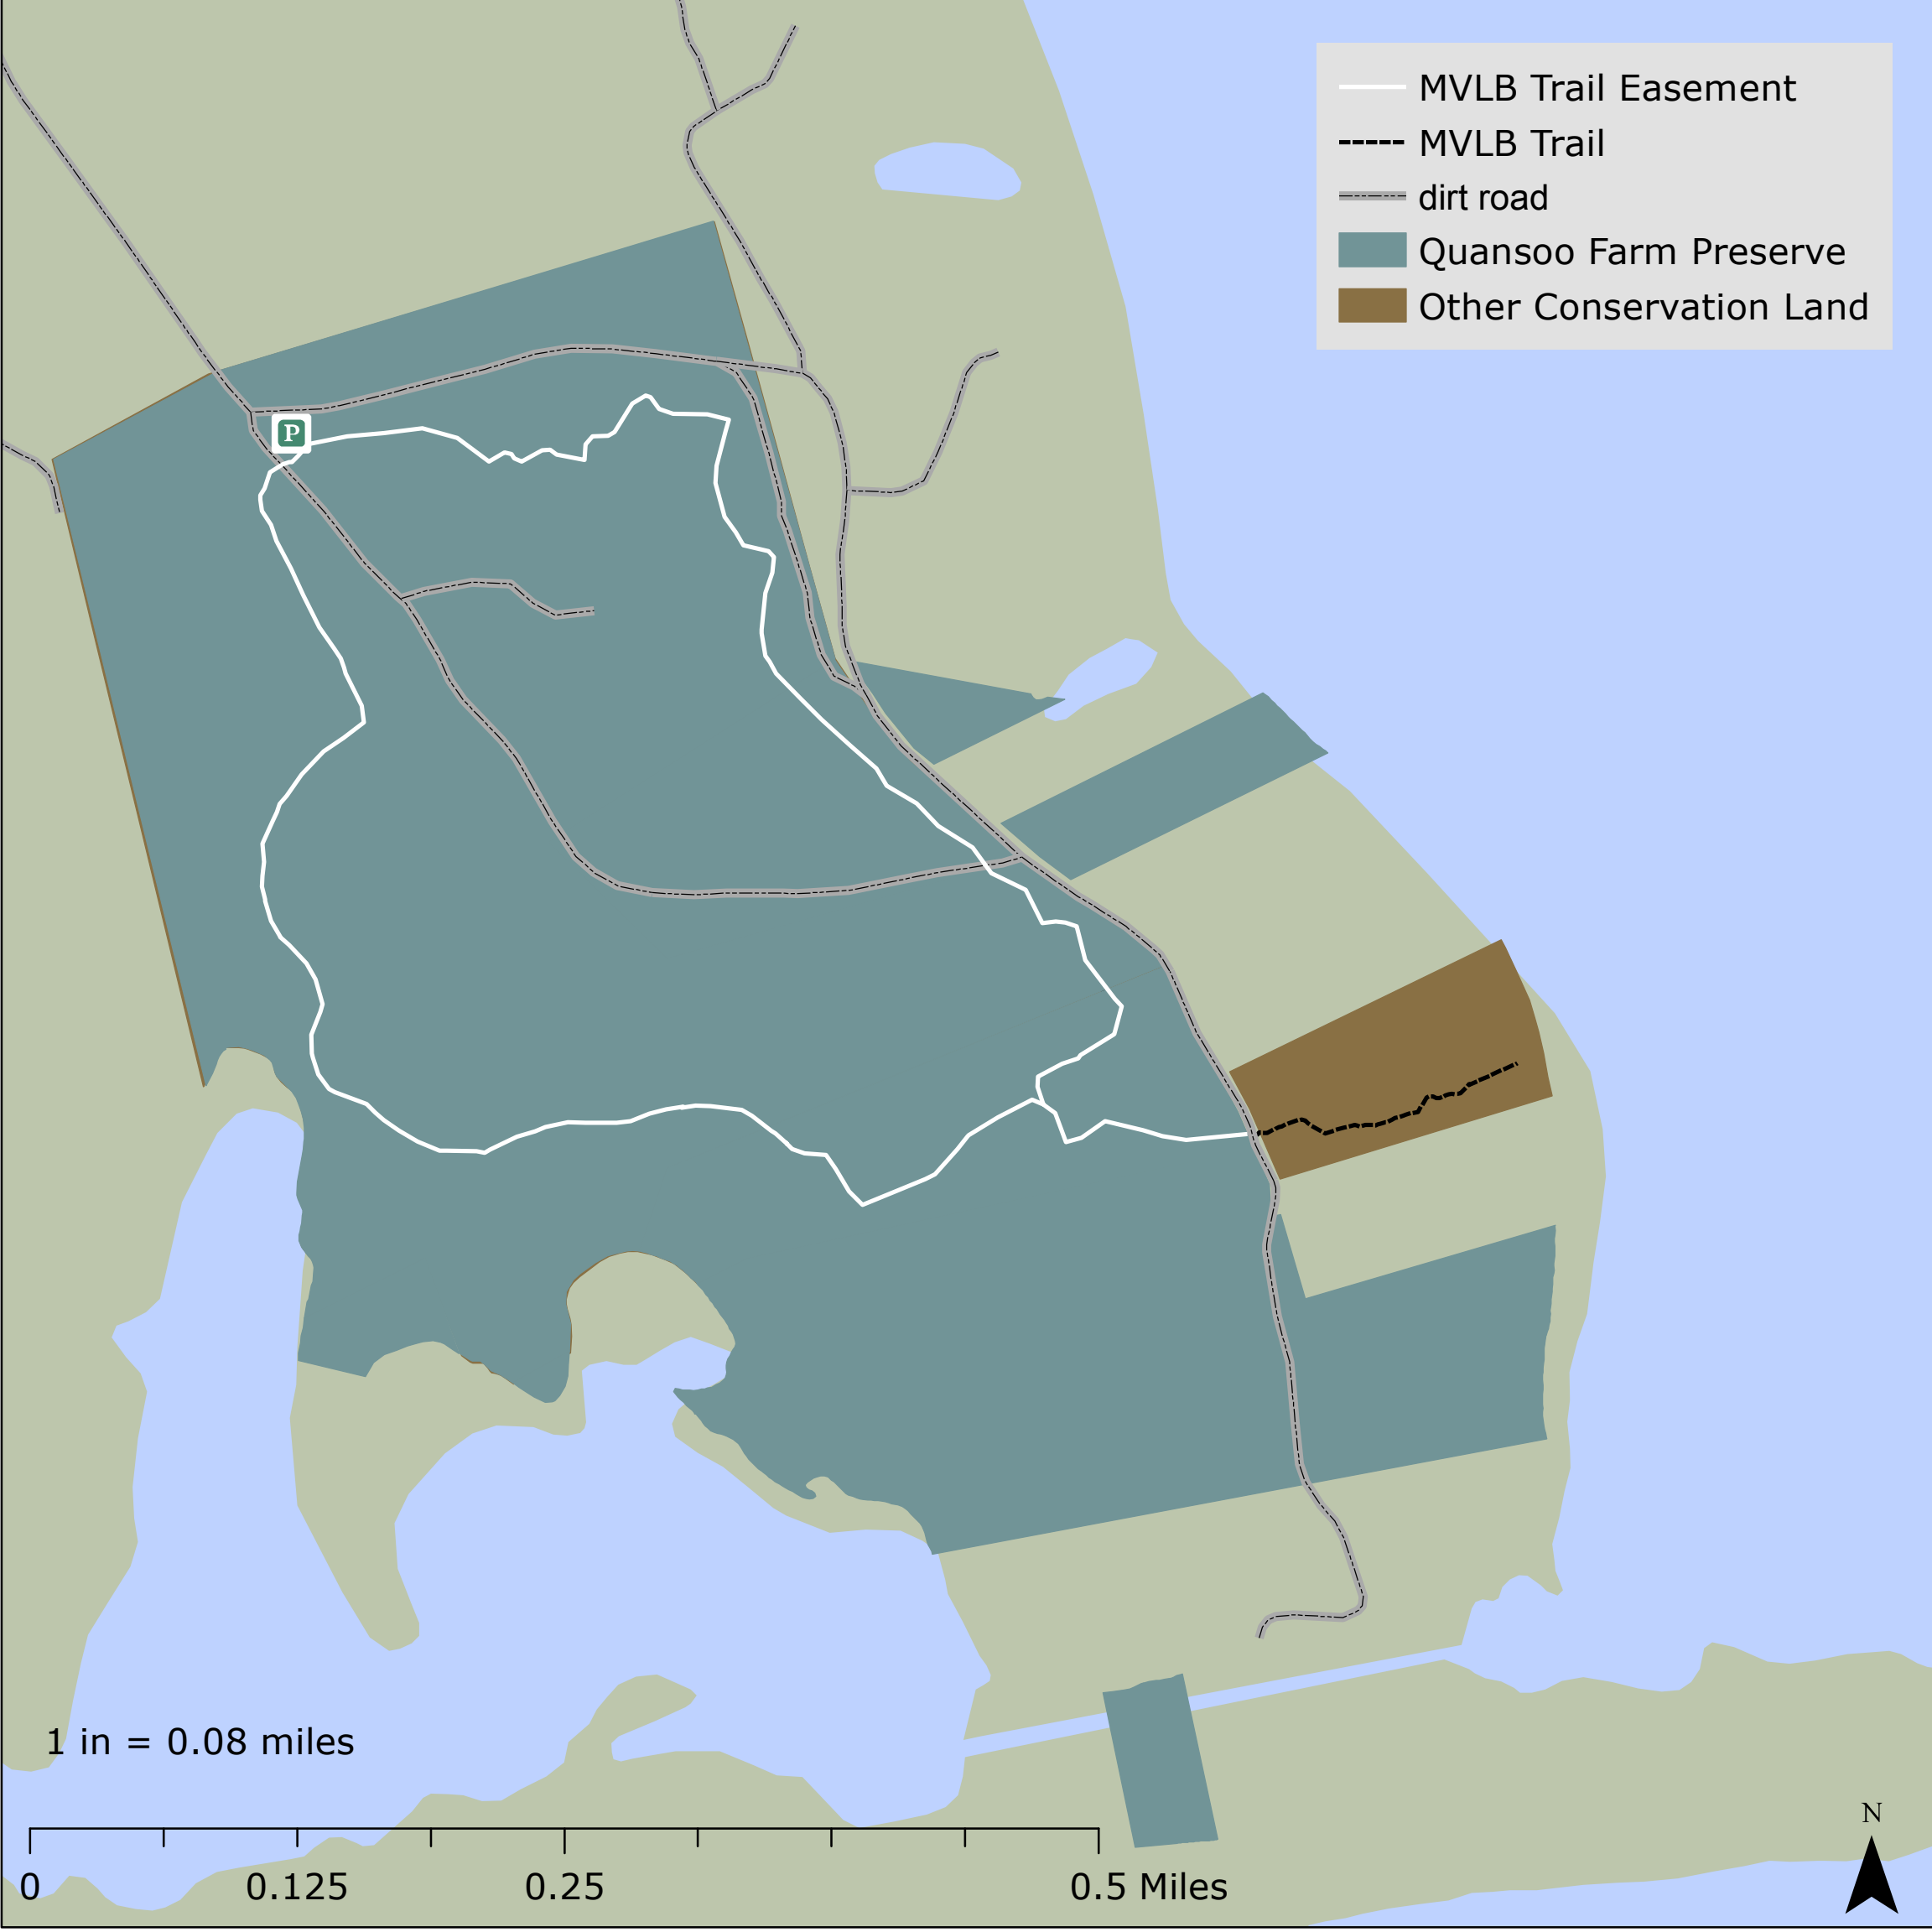 MVLB Trail Easement
MVLB Trail
dirt road
Quansoo Farm Preserve
Other Conservation Land
P
1 in = 0.08 miles
N
0 0.125 0.25 0.5 Miles